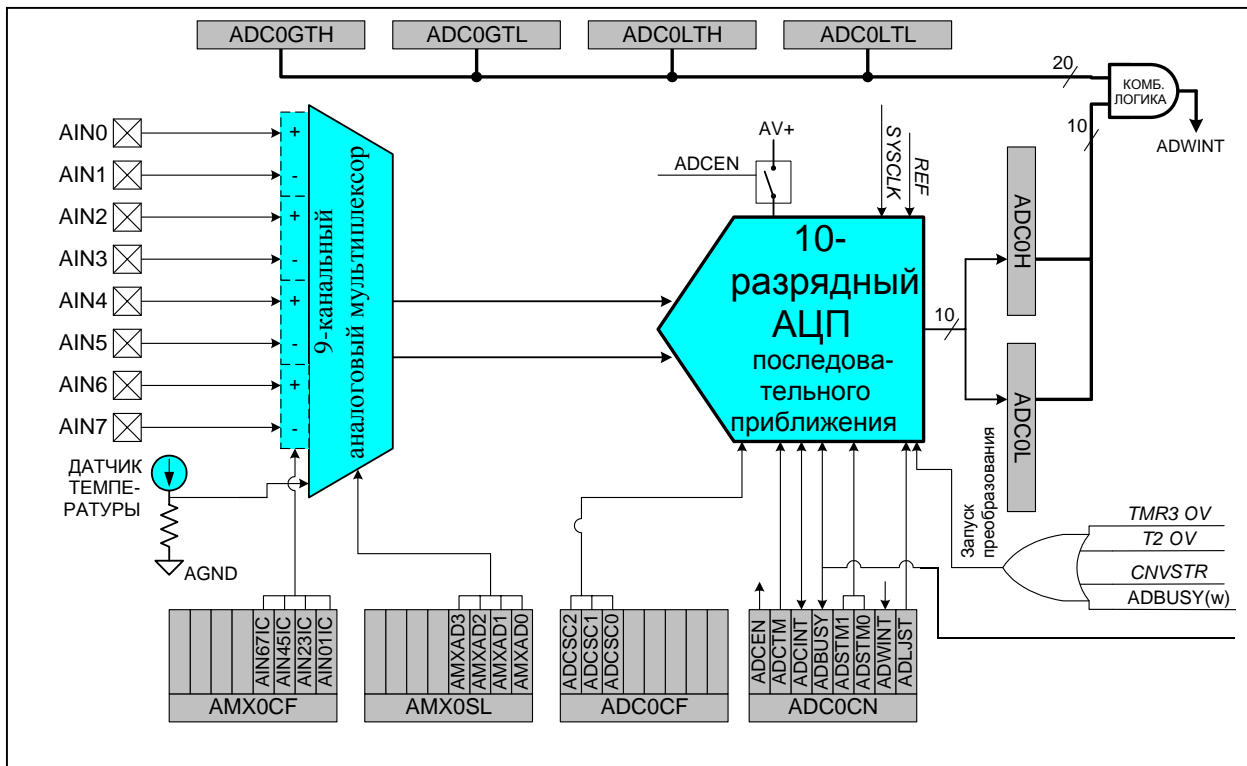 ADC0GTH
ADC0GTL
ADC0LTH
ADC0LTL
20
КОМБ.
ЛОГИКА
10
ADWINT
AIN0
AIN1
AIN2
AIN3
AIN4
AIN5
AIN6
AIN7
+
-
+
-
+
-
+
-
9-канальный
аналоговый мультиплексор
AV+
ADCEN
SYSCLK
REF
10-
разрядный
АЦП
последова-
тельного
приближения
10
ADC0H
ADC0L
ДАТЧИК
ТЕМПЕ-
РАТУРЫ
AGND
Запуск
преобразования
TMR3 OV
T2 OV
CNVSTR
ADBUSY(w)
AIN67IC
AIN45IC
AIN23IC
AIN01IC
AMX0CF
AMXAD3
AMXAD2
AMXAD1
AMXAD0
AMX0SL
ADCSC2
ADCSC1
ADCSC0
ADC0CF
ADCEN
ADCTM
ADCINT
ADBUSY
ADSTM1
ADSTM0
ADWINT
ADLJST
ADC0CN